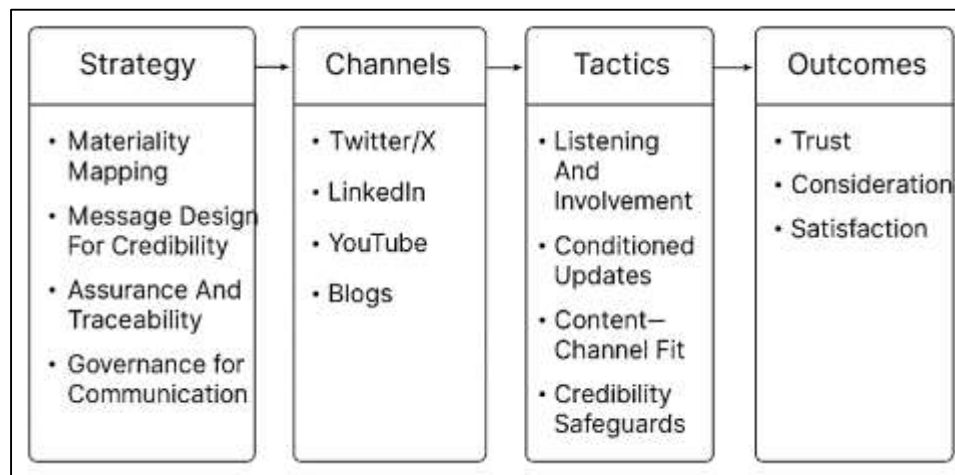 Strategy
• Materiality
Mapping
• Message Design
For Credibility
• Assurance And
Traceability
• Governance for
Communication
Channels
• Twitter/X
• LinkedIn
• YouTube
• Blogs
Tactics
• Listening
And
Involvement
• Conditioned
Updates
• Content—
Channel Fit
• Credibility
Safeguards
Outcomes
• Trust
• Consideration
• Satisfaction